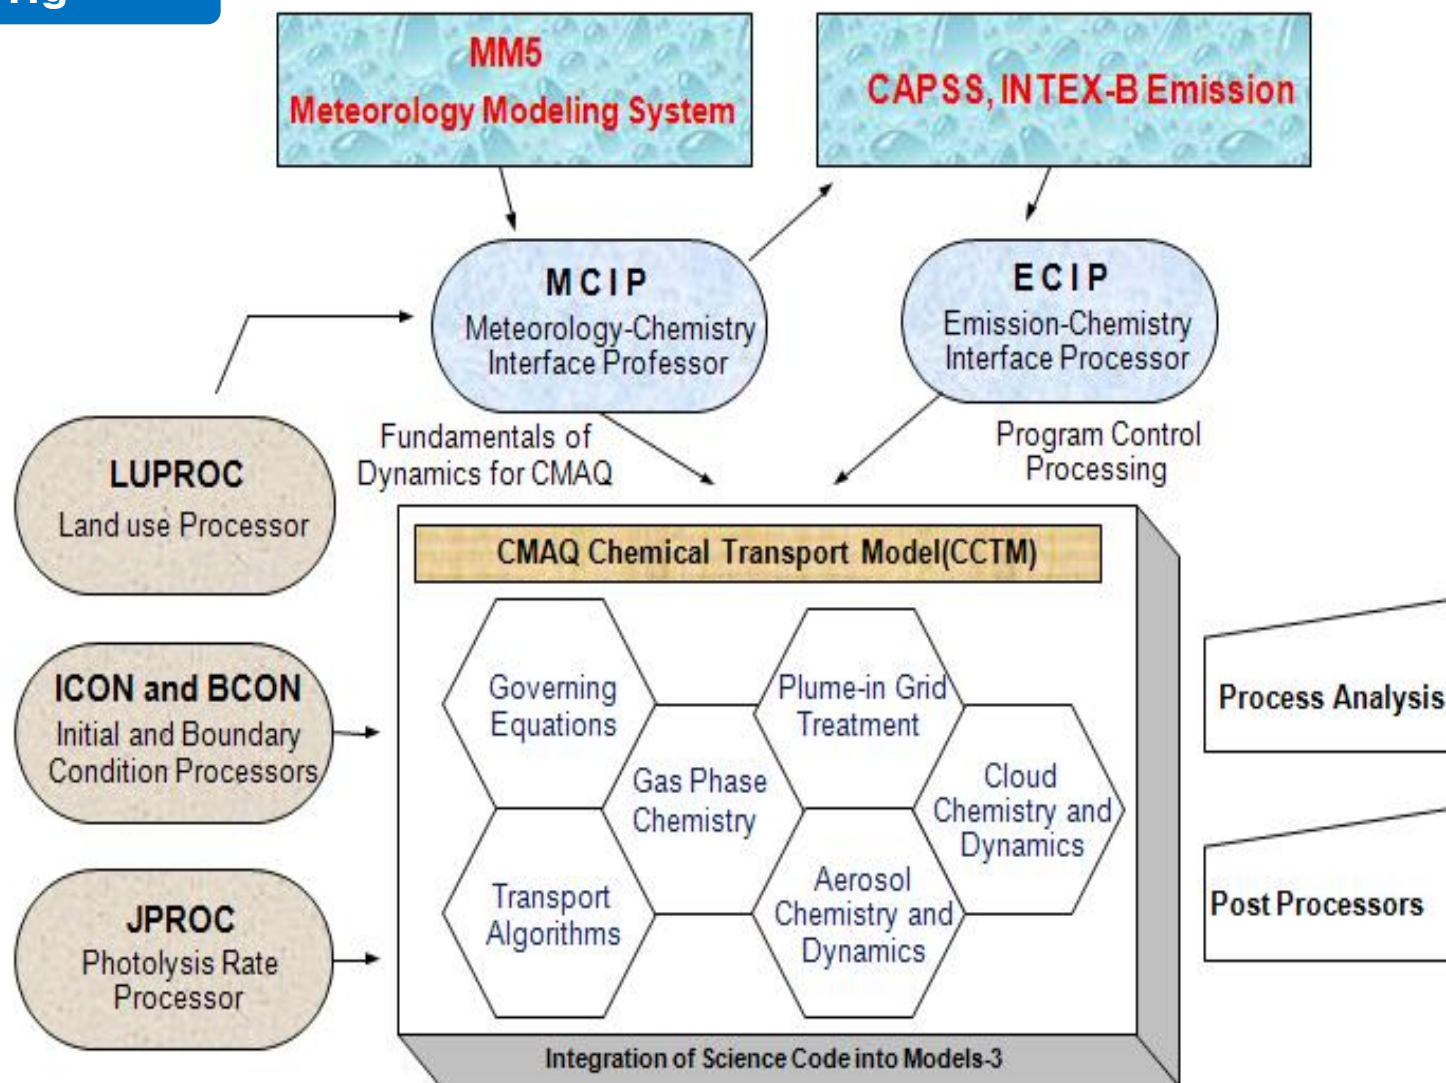 MM5
Meteorology Modeling System
CAPSS, INTEX-B Emission
M C I P
Meteorology-Chemistry
Interface Professor
E C I P
Emission-Chemistry
Interface Processor
Fundamentals of
Dynamics for CMAQ
Program Control
Processing
LUPROC
Land use Processor
ICON and BCON
Initial and Boundary
Condition Processors
JPROC
Photolysis Rate
Processor
CMAQ Chemical Transport Model(CCTM)
Governing
Equations
Plume-in Grid
Treatment
Gas Phase
Chemistry
Cloud
Chemistry and
Dynamics
Transport
Algorithms
Aerosol
Chemistry and
Dynamics
Integration of Science Code into Models-3
Process Analysis
Post Processors